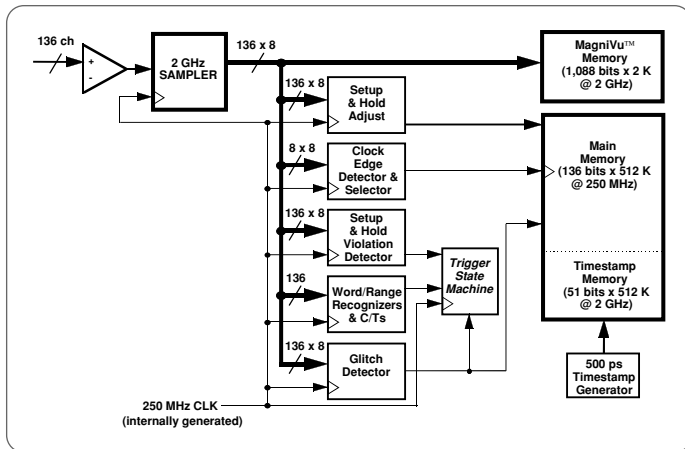 136 ch
+
-
2 GHz
SAMPLER
136 x 8
MagniVu™
Memory
(1,088 bits x 2 K
@ 2 GHz)
136 x 8
Setup
& Hold
Adjust
8 x 8
Clock
Edge
Detector &
Selector
Main
Memory
(136 bits x 512 K
@ 250 MHz)
136 x 8
Setup
& Hold
Violation
Detector
Trigger
State
Machine
Timestamp
Memory
(51 bits x 512 K
@ 2 GHz)
136
Word/Range
Recognizers
& C/Ts
136 x 8
Glitch
Detector
500 ps
Timestamp
Generator
250 MHz CLK
(internally generated)